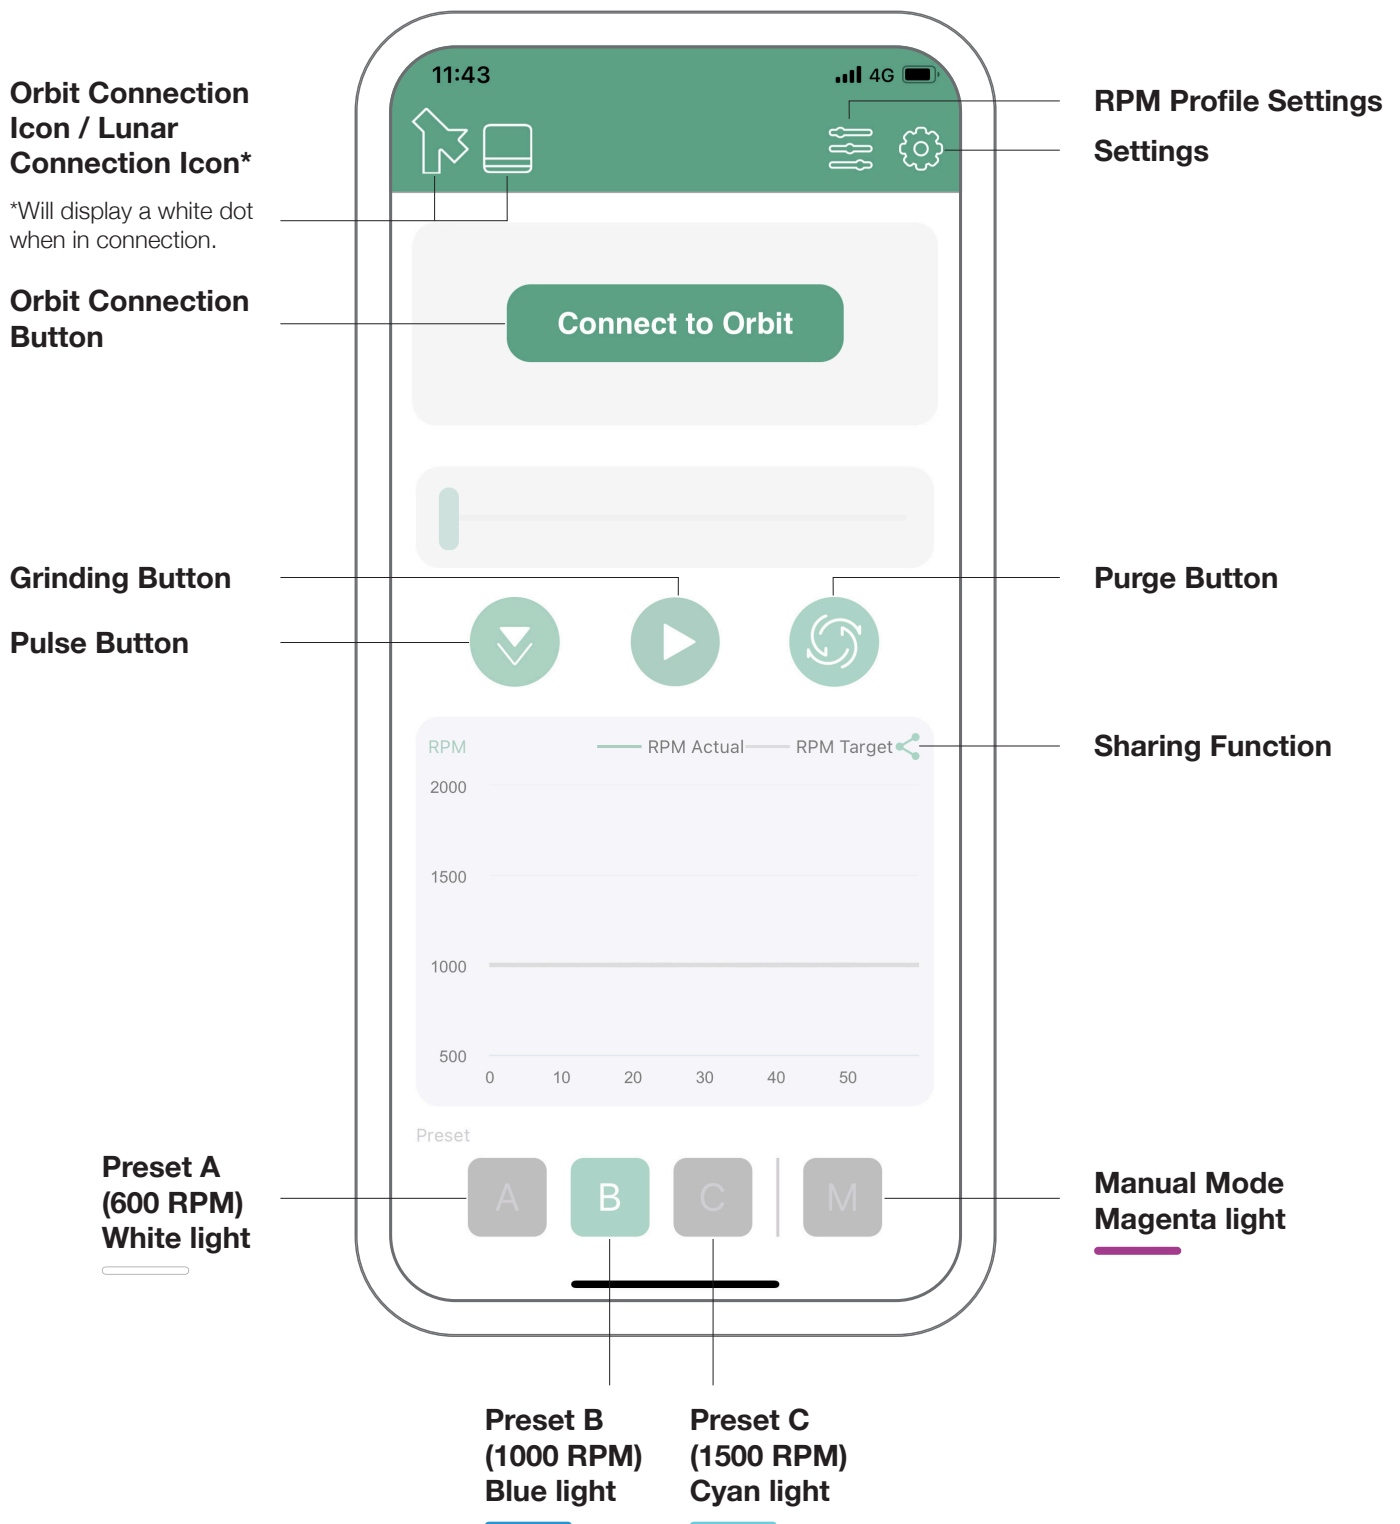 11:43
4G
Orbit Connection
Icon / Lunar
Connection Icon*
*Will display a white dot
when in connection.
RPM Profile Settings
Settings
Orbit Connection
Button
Connect to Orbit
Grinding Button
Pulse Button
Purge Button
RPM
RPM Actual
RPM Target
Sharing Function
2000
1500
1000
500
0 10 20 30 40 50
Preset
A B C M
Preset A
(600 RPM)
White light
Manual Mode
Magenta light
Preset B
(1000 RPM)
Blue light
Preset C
(1500 RPM)
Cyan light